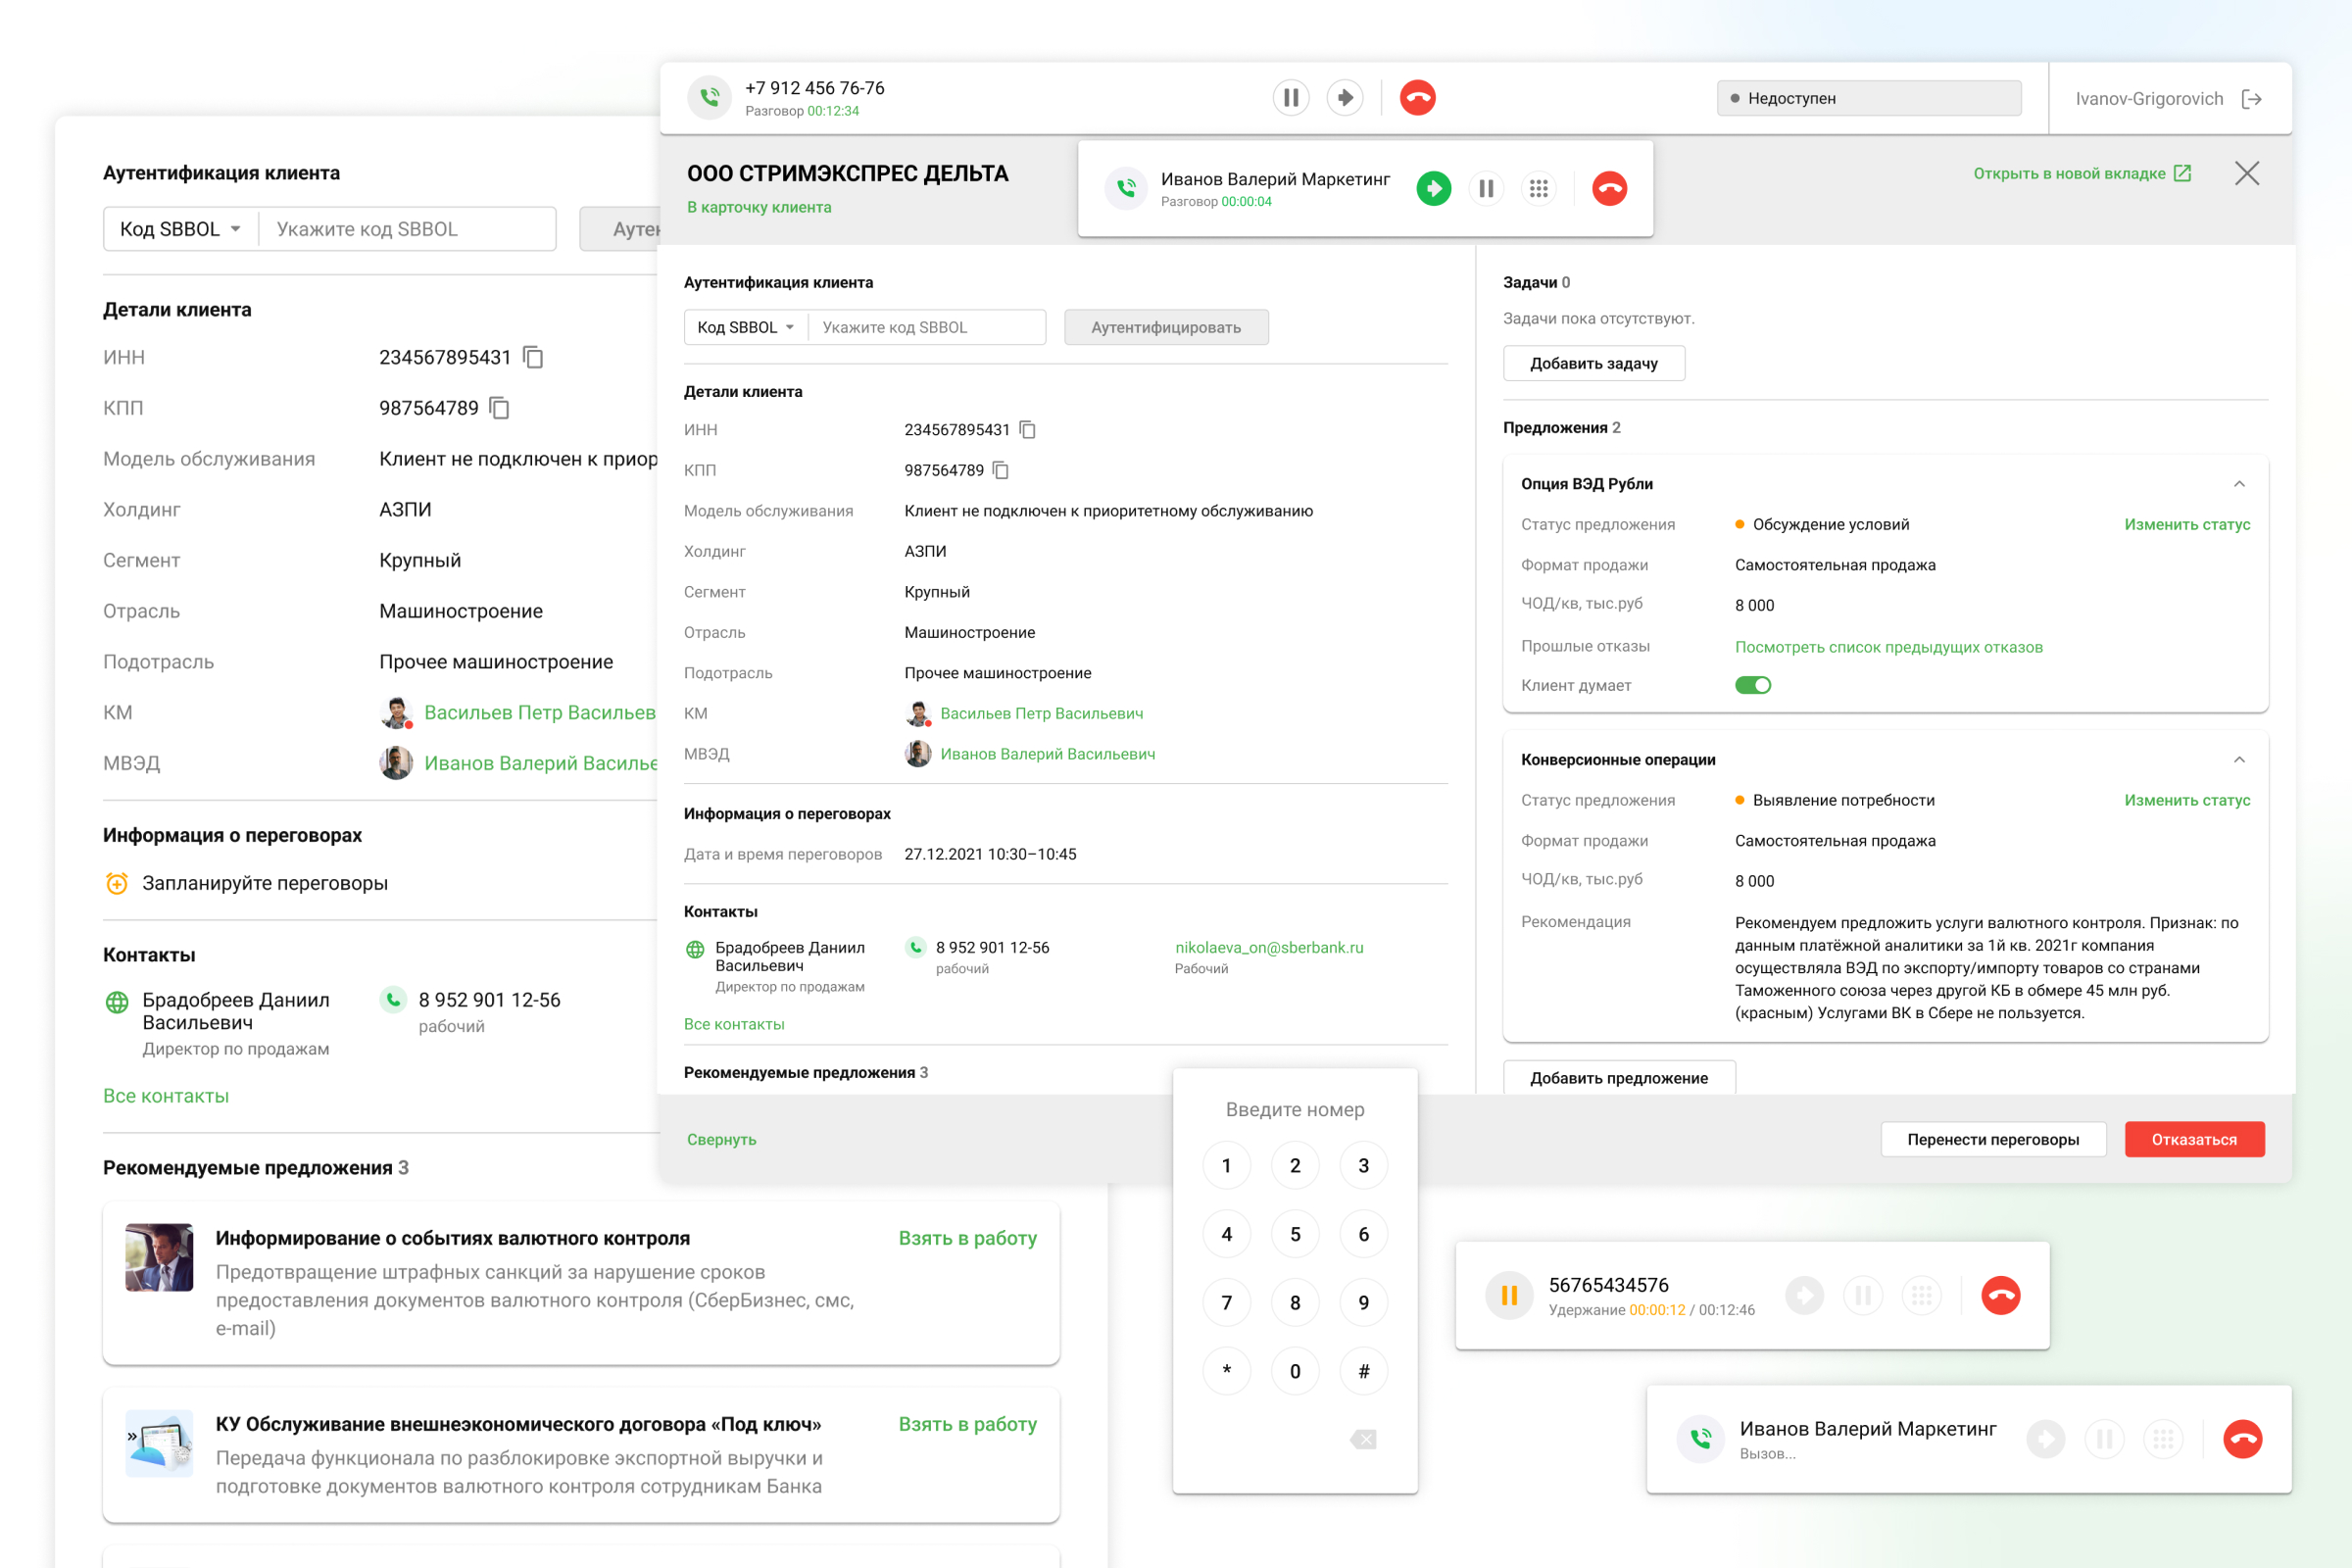 Аутентификация клиента
Код SBBOL
Укажите код SBBOL
Детали клиента
ИНН
234567895431
КПП
987564789
Модель обслуживания
Клиент не подключен к приор
Холдинг
АЗПИ
Сегмент
Крупный
Отрасль
Машиностроение
Подотрасль
Прочее машиностроение
КМ
Васильев Петр Васильев
МВЭД
Иванов Валерий Василье
Информация о переговорах
Запланируйте переговоры
Контакты
Брадобреев Даниил
Васильевич
Директор по продажам
8 952 901 12-56
рабочий
Все контакты
Рекомендуемые предложения 3
Информирование о событиях валютного контроля
Взять в работу
Предотвращение штрафных санкций за нарушение сроков
предоставления документов валютного контроля (СберБизнес, смс,
e-mail)
КУ Обслуживание внешнеэкономического договора «Под ключ»
Взять в работу
Передача функционала по разблокировке экспортной выручки и
подготовке документов валютного контроля сотрудникам Банка
+7 912 456 76-76
Разговор 00:12:34
Недоступен
Ivanov-Grigorovich
ООО СТРИМЭКСПРЕС ДЕЛЬТА
В карточку клиента
Иванов Валерий Маркетинг
Разговор 00:00:04
Открыть в новой вкладке
Аутентификация клиента
Код SBBOL
Укажите код SBBOL
Аутентифицировать
Детали клиента
ИНН
234567895431
КПП
987564789
Модель обслуживания
Клиент не подключен к приоритетному обслуживанию
Холдинг
АЗПИ
Сегмент
Крупный
Отрасль
Машиностроение
Подотрасль
Прочее машиностроение
КМ
Васильев Петр Васильевич
МВЭД
Иванов Валерий Васильевич
Информация о переговорах
Дата и время переговоров
27.12.2021 10:30–10:45
Контакты
Брадобреев Даниил
Васильевич
Директор по продажам
8 952 901 12-56
рабочий
nikolaeva_on@sberbank.ru
Рабочий
Все контакты
Рекомендуемые предложения 3
Свернуть
Задачи 0
Задачи пока отсутствуют.
Добавить задачу
Предложения 2
Опция ВЭД Рубли
Статус предложения
Обсуждение условий
Изменить статус
Формат продажи
Самостоятельная продажа
ЧОД/кв, тыс.руб
8 000
Прошлые отказы
Посмотреть список предыдущих отказов
Клиент думает
Конверсионные операции
Статус предложения
Выявление потребности
Изменить статус
Формат продажи
Самостоятельная продажа
ЧОД/кв, тыс.руб
8 000
Рекомендация
Рекомендуем предложить услуги валютного контроля. Признак: по
данным платёжной аналитики за 1й кв. 2021г компания
осуществляла ВЭД по экспорту/импорту товаров со странами
Таможенного союза через другой КБ в обмере 45 млн руб.
(красным) Услугами ВК в Сбере не пользуется.
Добавить предложение
Перенести переговоры
Отказаться
Введите номер
1 2 3
4 5 6
7 8 9
* 0 #
56765434576
Удержание 00:00:12 / 00:12:46
Иванов Валерий Маркетинг
Вызов...